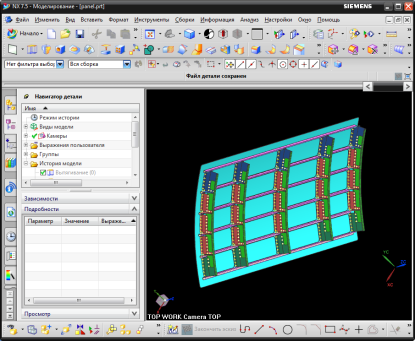 NX 7.5 - Моделирование - [panel.prt]
SIEMENS
Файл Изменить Вид Вставить Формат Инструменты Сборки Информация Анализ Настройки Окно Помощь
Начало
Нет фильтра выбор Вся сборка
Файл детали сохранен
Навигатор детали
Имя
Режим истории
Виды модели
Камеры
Выражения пользователя
Группы
История модели
Вытягивание (0)
Зависимости
Подробности
Параметр Значение Выраже...
Просмотр
TOP WORK Camera TOP